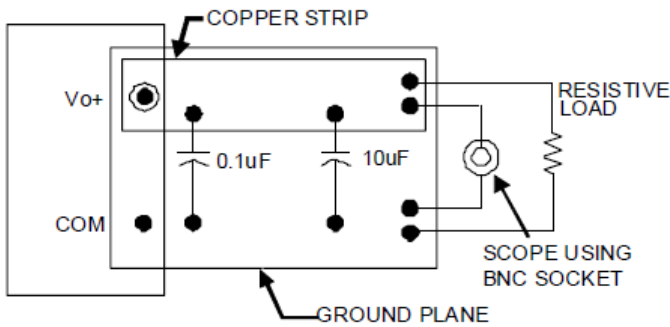 COPPER STRIP
Vo+
RESISTIVE
LOAD
0.1uF
10uF
COM
SCOPE USING
BNC SOCKET
GROUND PLANE